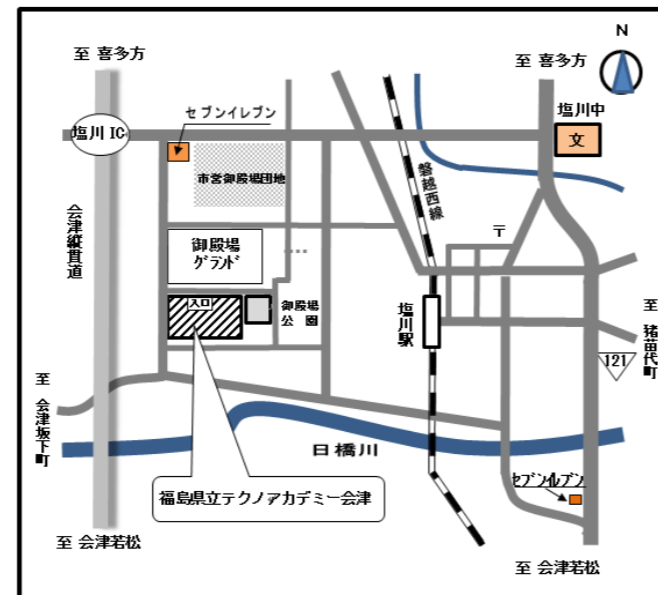 N
至 喜多方
至 喜多方
塩川中
セブンイレブン
塩川 IC
文
市営御殿場団地
磐越西線
会津縦貫道
御殿場
グランド
〒
入口
御殿場
公園
塩川駅
至 猪苗代町
121
至 会津坂下町
日橋川
セブンイレブン
福島県立テクノアカデミー会津
至 会津若松
至 会津若松